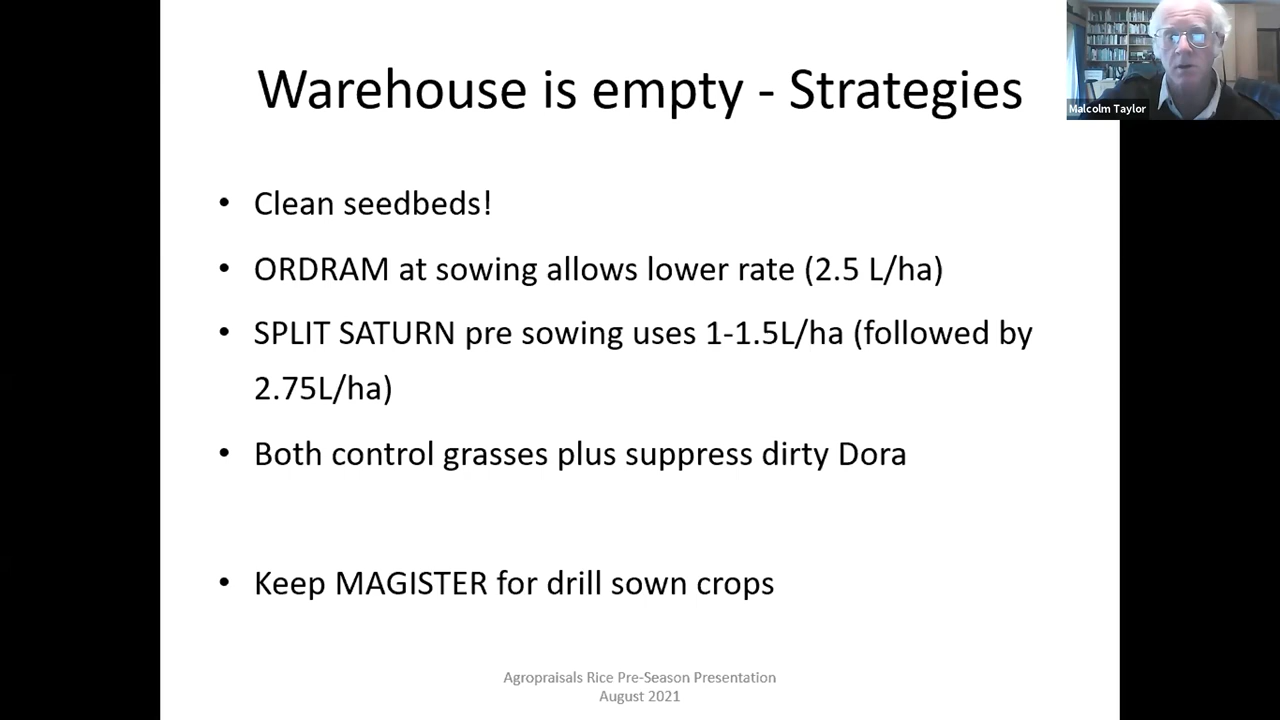 Warehouse is empty - Strategies
Malcolm Taylor
• Clean seedbeds!
• ORDRAM at sowing allows lower rate (2.5 L/ha)
• SPLIT SATURN pre sowing uses 1-1.5L/ha (followed by
2.75L/ha)
• Both control grasses plus suppress dirty Dora
• Keep MAGISTER for drill sown crops
Agropraisals Rice Pre-Season Presentation
August 2021